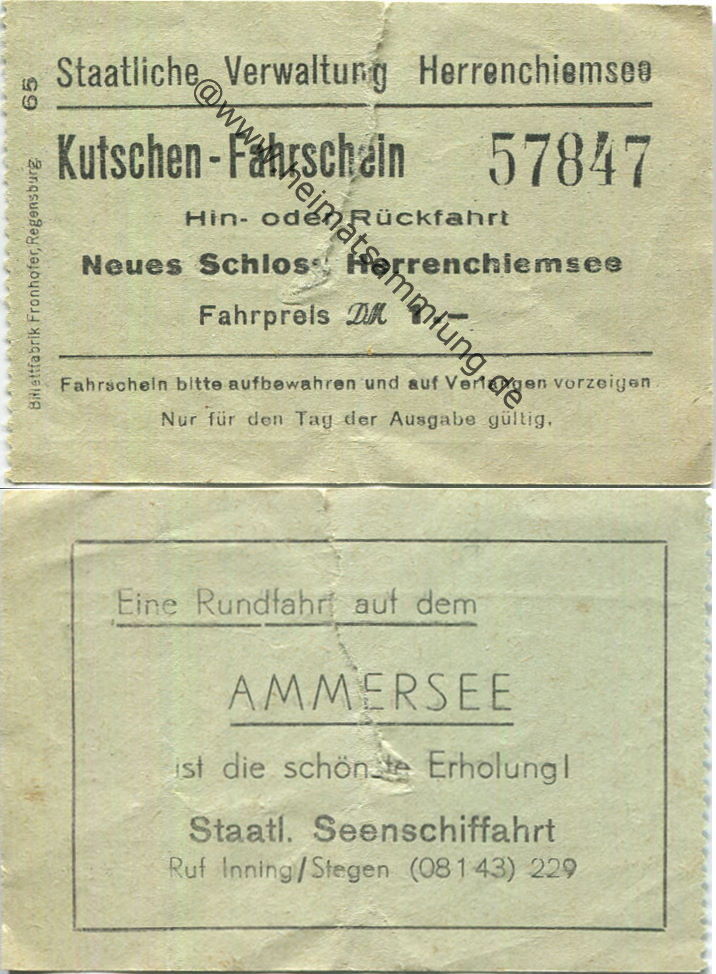 Staatliche Verwaltung Herrenchiemsee
65
Kutschen-Fahrschein 57847
Hin- oder Rückfahrt
Neues Schloss Herrenchiemsee
Fahrpreis DM 1.—
Fahrschein bitte aufbewahren und auf Verlangen vorzeigen
Nur für den Tag der Ausgabe gültig.
Billettfabrik Fronhofer, Regensburg
@www.heimatsammlung.de
Eine Rundfahrt auf dem
AMMERSEE
ist die schönste Erholung!
Staatl. Seenschiffahrt
Ruf Inning/Stegen (08143) 229